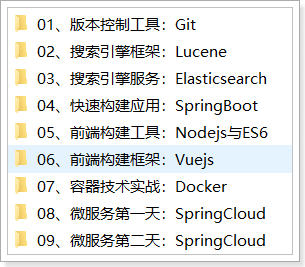 01、版本控制工具：Git
02、搜索引擎框架：Lucene
03、搜索引擎服务：Elasticsearch
04、快速构建应用：SpringBoot
05、前端构建工具：Nodejs与ES6
06、前端构建框架：Vuejs
07、容器技术实战：Docker
08、微服务第一天：SpringCloud
09、微服务第二天：SpringCloud